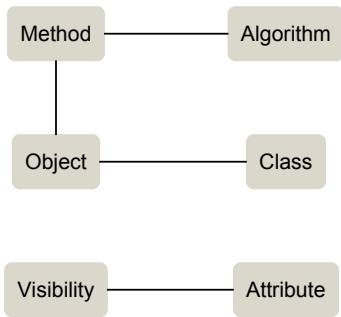 Method
Algorithm
Object
Class
Visibility
Attribute